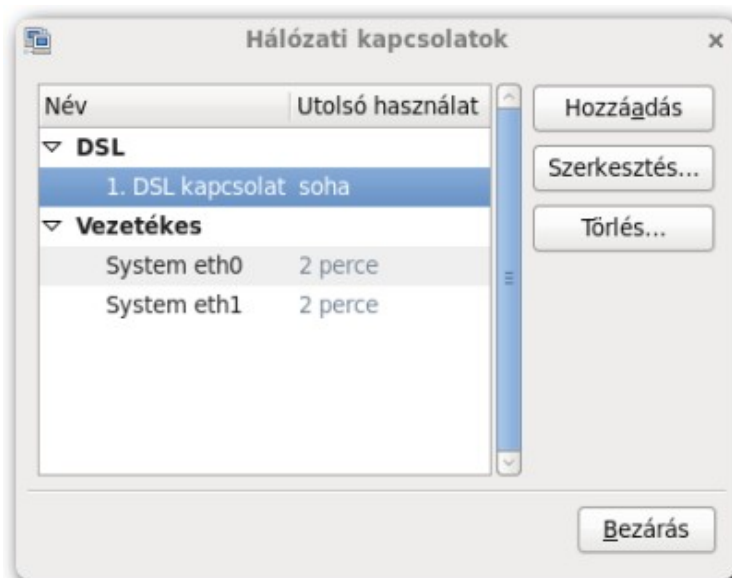 Hálózati kapcsolatok
Név Utolsó használat
DSL
1. DSL kapcsolat soha
Vezetékes
System eth0 2 perce
System eth1 2 perce
Hozzáadás
Szerkesztés...
Törlés...
Bezárás